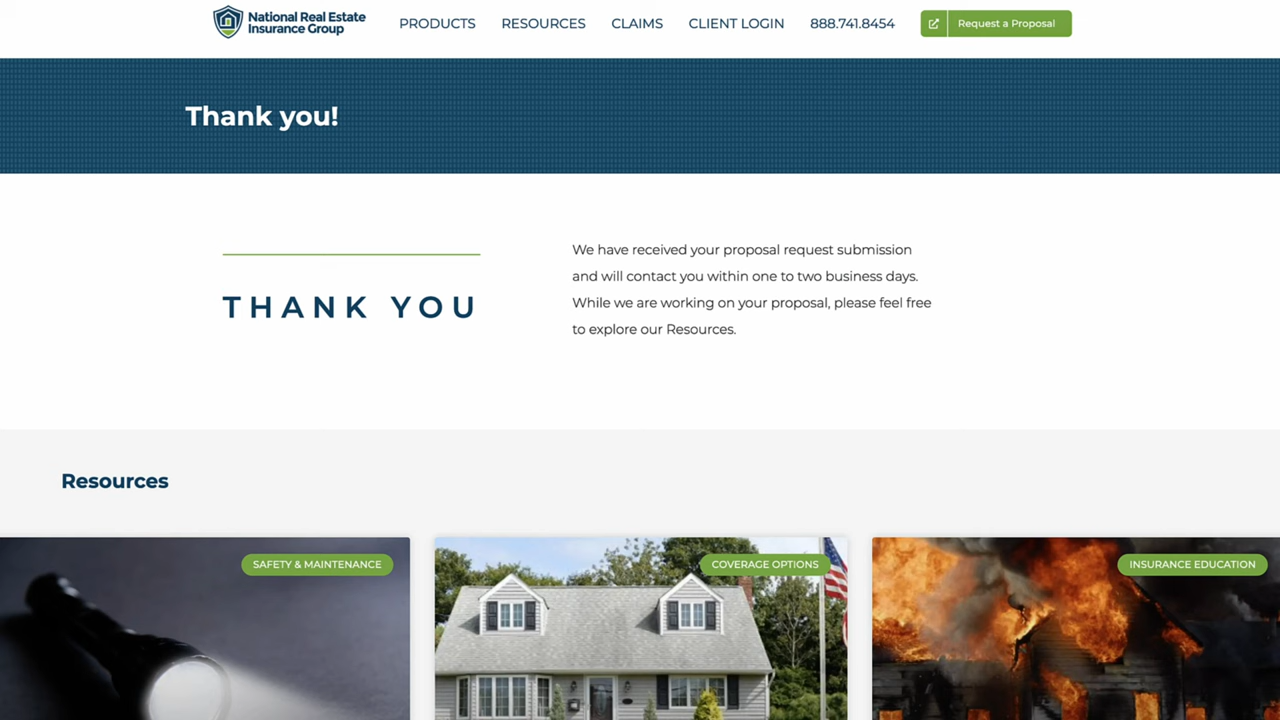 National Real Estate
Insurance Group
PRODUCTS
RESOURCES
CLAIMS
CLIENT LOGIN
888.741.8454
Request a Proposal
Thank you!
THANK YOU
We have received your proposal request submission
and will contact you within one to two business days.
While we are working on your proposal, please feel free
to explore our Resources.
Resources
SAFETY & MAINTENANCE
COVERAGE OPTIONS
INSURANCE EDUCATION